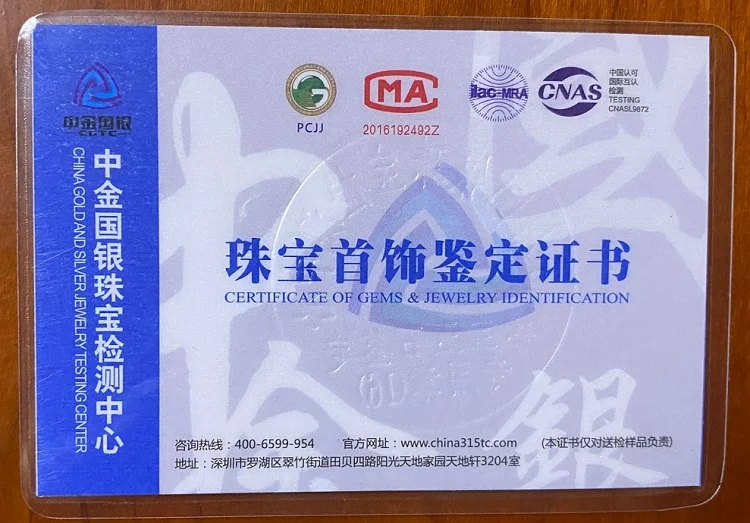 中金国银
CGTC
中金国银珠宝检测中心
CHINA GOLD AND SILVER JEWELRY TESTING CENTER
PCJJ
CMA
2016192492Z
ilac-MRA
CNAS
中国认可
国际互认
检测
TESTING
CNASL9872
珠宝首饰鉴定证书
CERTIFICATE OF GEMS & JEWELRY IDENTIFICATION
咨询热线：400-6599-954 官方网址：www.china315tc.com (本证书仅对送检样品负责)
地址：深圳市罗湖区翠竹街道田贝四路阳光天地家园天地轩3204室